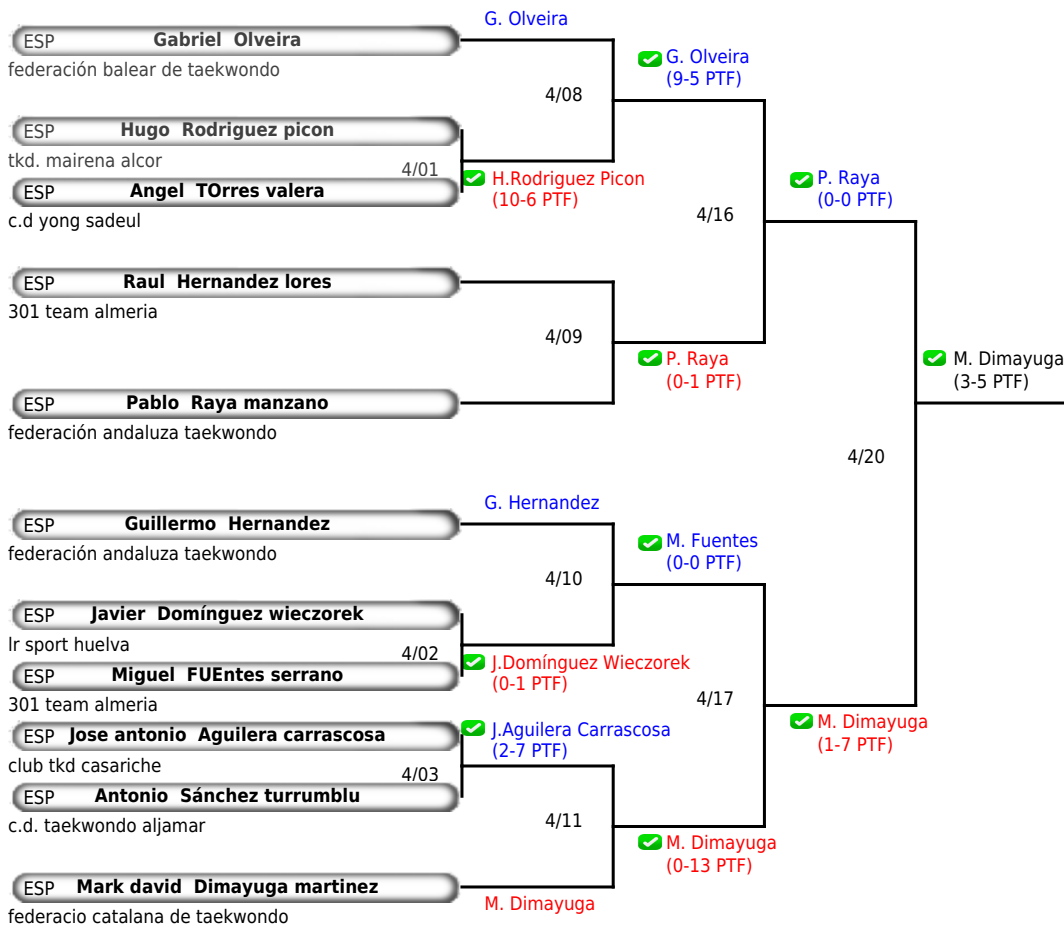 G. Olveira
ESP Gabriel Olveira
federación balear de taekwondo
G. Olveira
(9-5 PTF)
4/08
ESP Hugo Rodriguez picon
tkd. mairena alcor
4/01
H.Rodriguez Picon
(10-6 PTF)
ESP Angel TOrres valera
c.d yong sadeul
P. Raya
(0-0 PTF)
4/16
ESP Raul Hernandez lores
301 team almeria
4/09
P. Raya
(0-1 PTF)
M. Dimayuga
(3-5 PTF)
ESP Pablo Raya manzano
federación andaluza taekwondo
4/20
G. Hernandez
ESP Guillermo Hernandez
federación andaluza taekwondo
M. Fuentes
(0-0 PTF)
4/10
ESP Javier Domínguez wieczorek
lr sport huelva
4/02
J.Domínguez Wieczorek
(0-1 PTF)
ESP Miguel FUEntes serrano
301 team almeria
4/17
M. Dimayuga
(1-7 PTF)
ESP Jose antonio Aguilera carrascosa
J.Aguilera Carrascosa
(2-7 PTF)
club tkd casariche
4/03
ESP Antonio Sánchez turrumblu
c.d. taekwondo aljamar
4/11
M. Dimayuga
(0-13 PTF)
ESP Mark david Dimayuga martinez
M. Dimayuga
federacio catalana de taekwondo